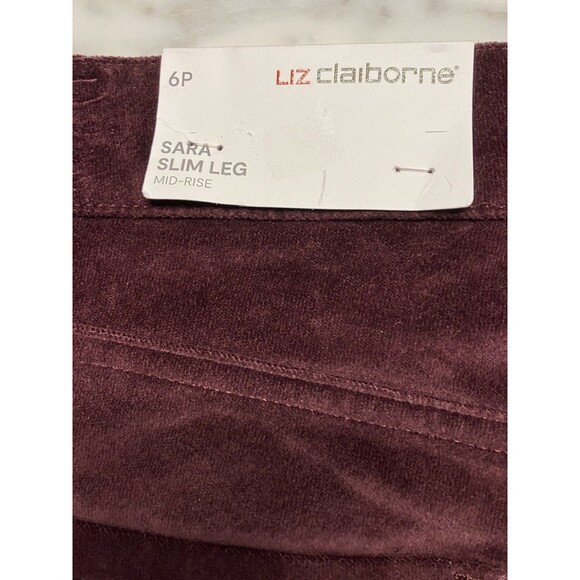 6P
LIZ claiborne®
SARA
SLIM LEG
MID-RISE